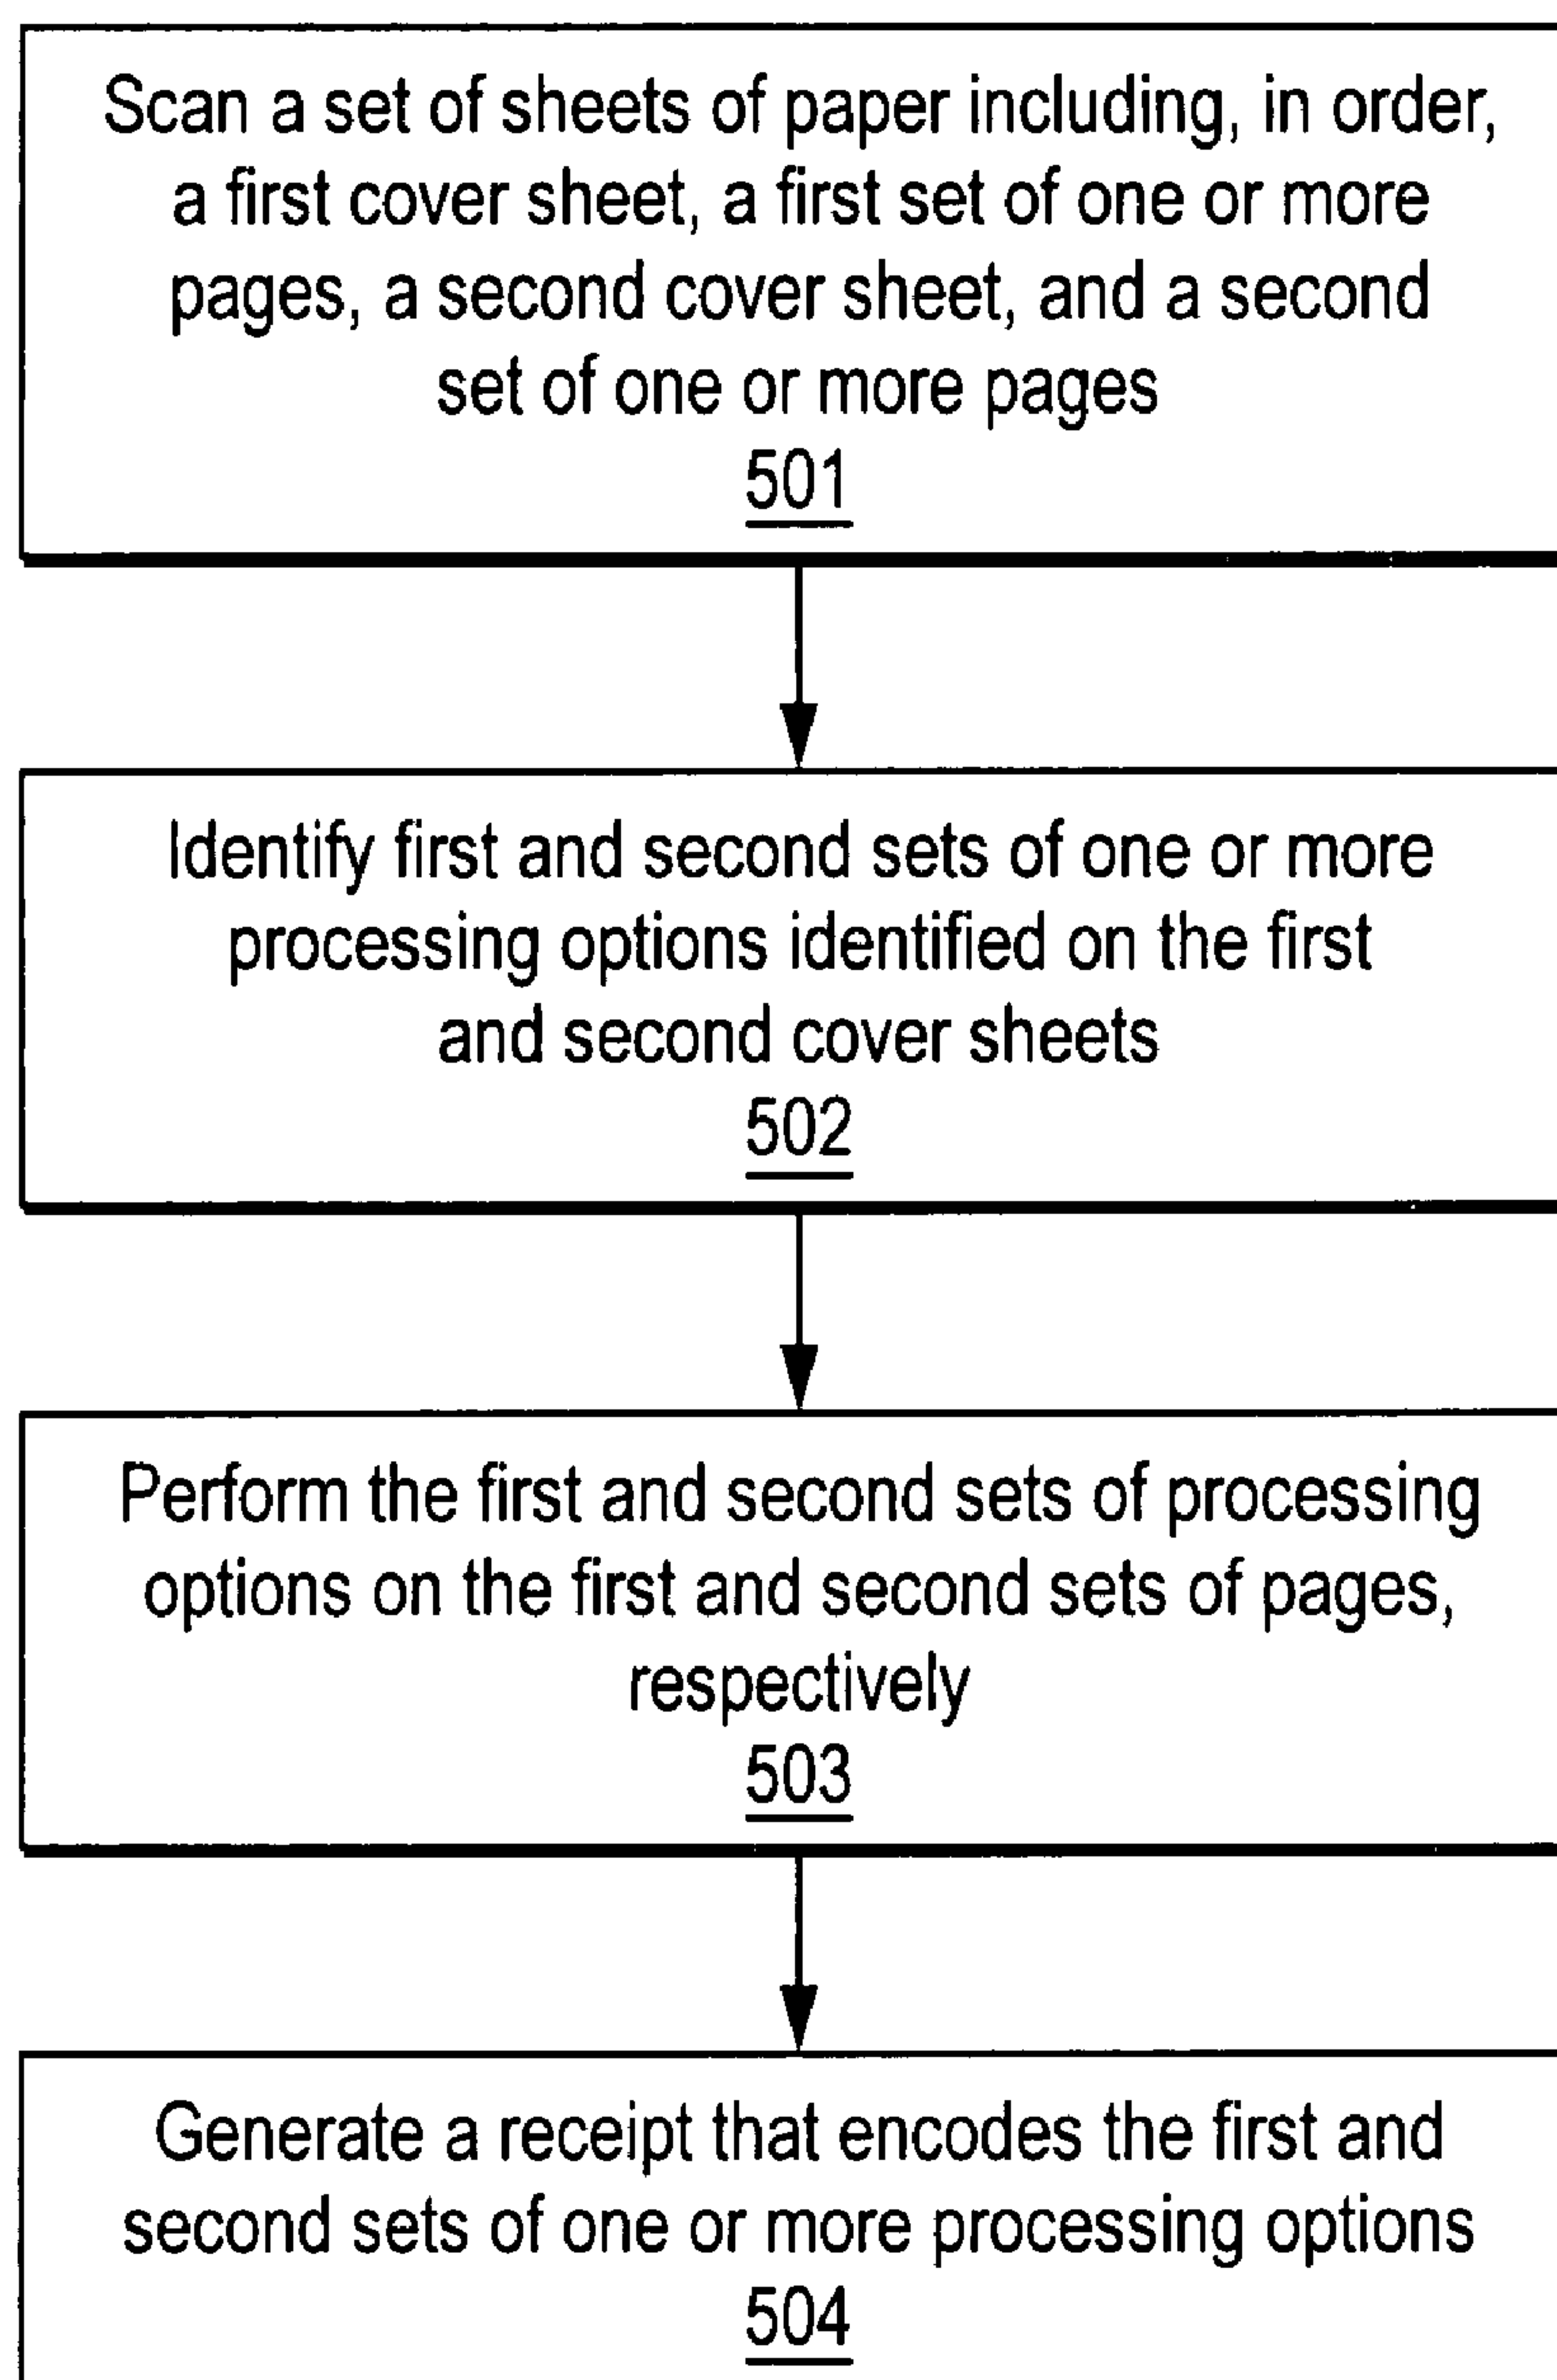 Scan a set of sheets of paper including, in order,
a first cover sheet, a first set of one or more
pages, a second cover sheet, and a second
set of one or more pages
501
Identify first and second sets of one or more
processing options identified on the first
and second cover sheets
502
Perform the first and second sets of processing
options on the first and second sets of pages,
respectively
503
Generate a receipt that encodes the first and
second sets of one or more processing options
504